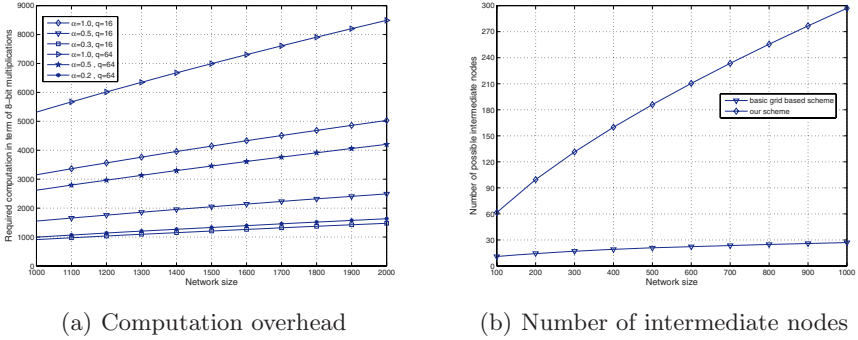 9000
8000
7000
6000
5000
4000
3000
2000
1000
0
Required computation in term of 8−bit multiplications
α=1.0, q=16
α=0.5, q=16
α=0.3, q=16
α=1.0, q=64
α=0.5 , q=64
α=0.2 , q=64
1000 1100 1200 1300 1400 1500 1600 1700 1800 1900 2000
Network size
(a) Computation overhead
300
270
240
210
180
150
120
90
60
30
0
Number of possible intermediate nodes
basic grid based scheme
our scheme
100 200 300 400 500 600 700 800 900 1000
Network size
(b) Number of intermediate nodes